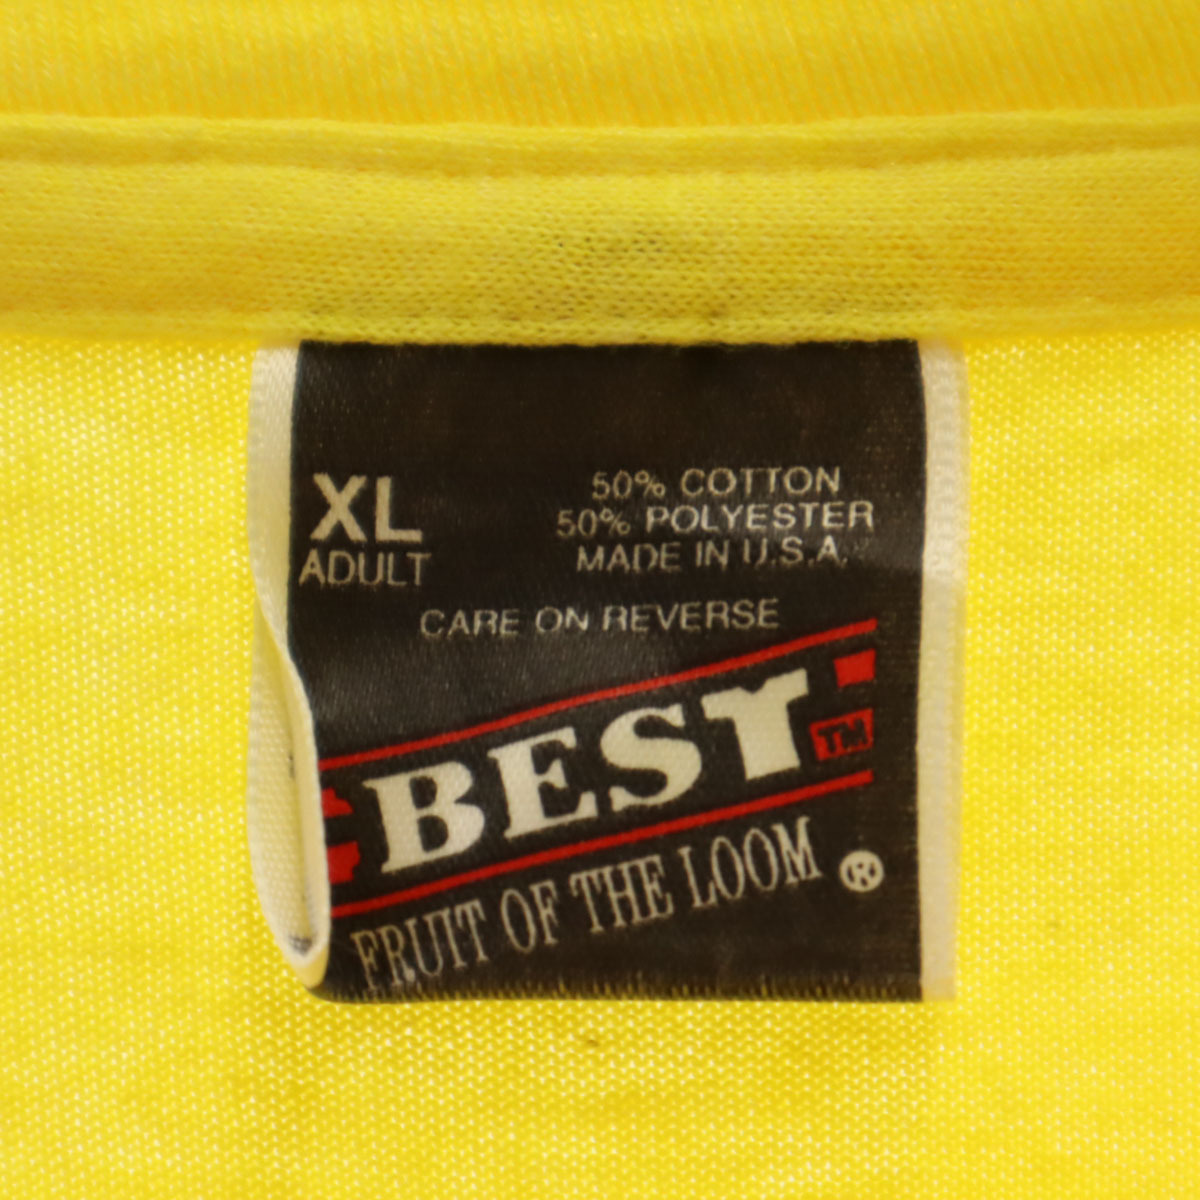 XL
ADULT
50% COTTON
50% POLYESTER
MADE IN U.S.A.
CARE ON REVERSE
BEST TM
FRUIT OF THE LOOM ®